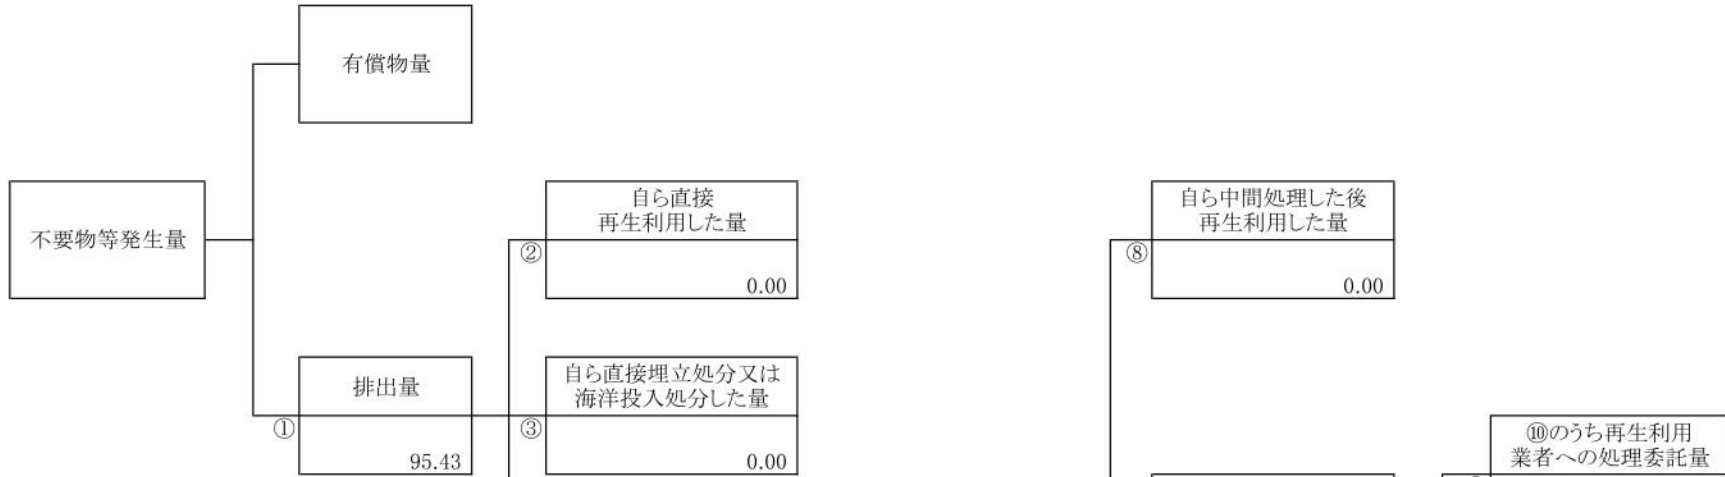 有償物量
不要物等発生量
自ら直接
再生利用した量
②
0.00
自ら中間処理した後
再生利用した量
⑧
0.00
排出量
①
95.43
自ら直接埋立処分又は
海洋投入処分した量
③
0.00
⑩のうち再生利用
業者への処理委託量